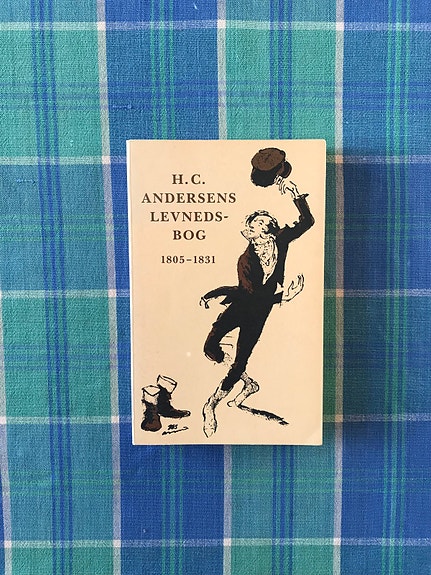 H. C.
ANDERSENS
LEVNEDS-
BOG
1805–1831